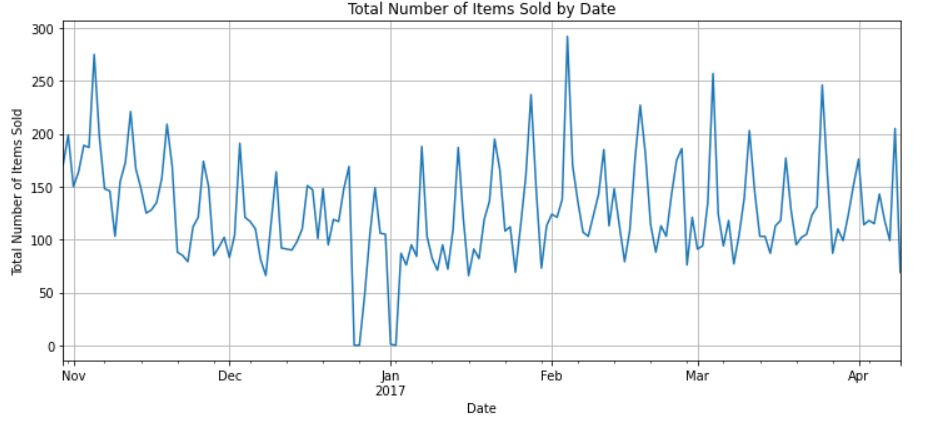 Total Number of Items Sold by Date
Total Number of Items Sold
300
250
200
150
100
50
0
Nov
Dec
Jan
2017
Feb
Mar
Apr
Date